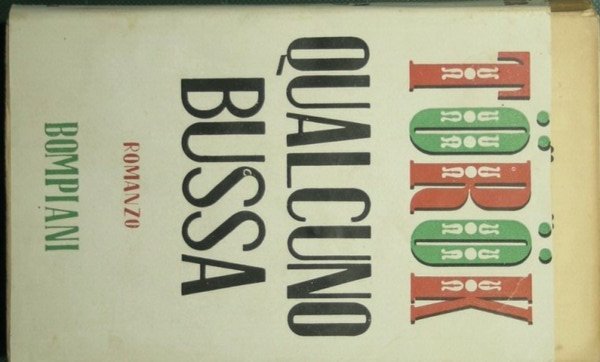 TÖRÖK
QUALCUNO
BUSSA
ROMANZO
BOMPIANI